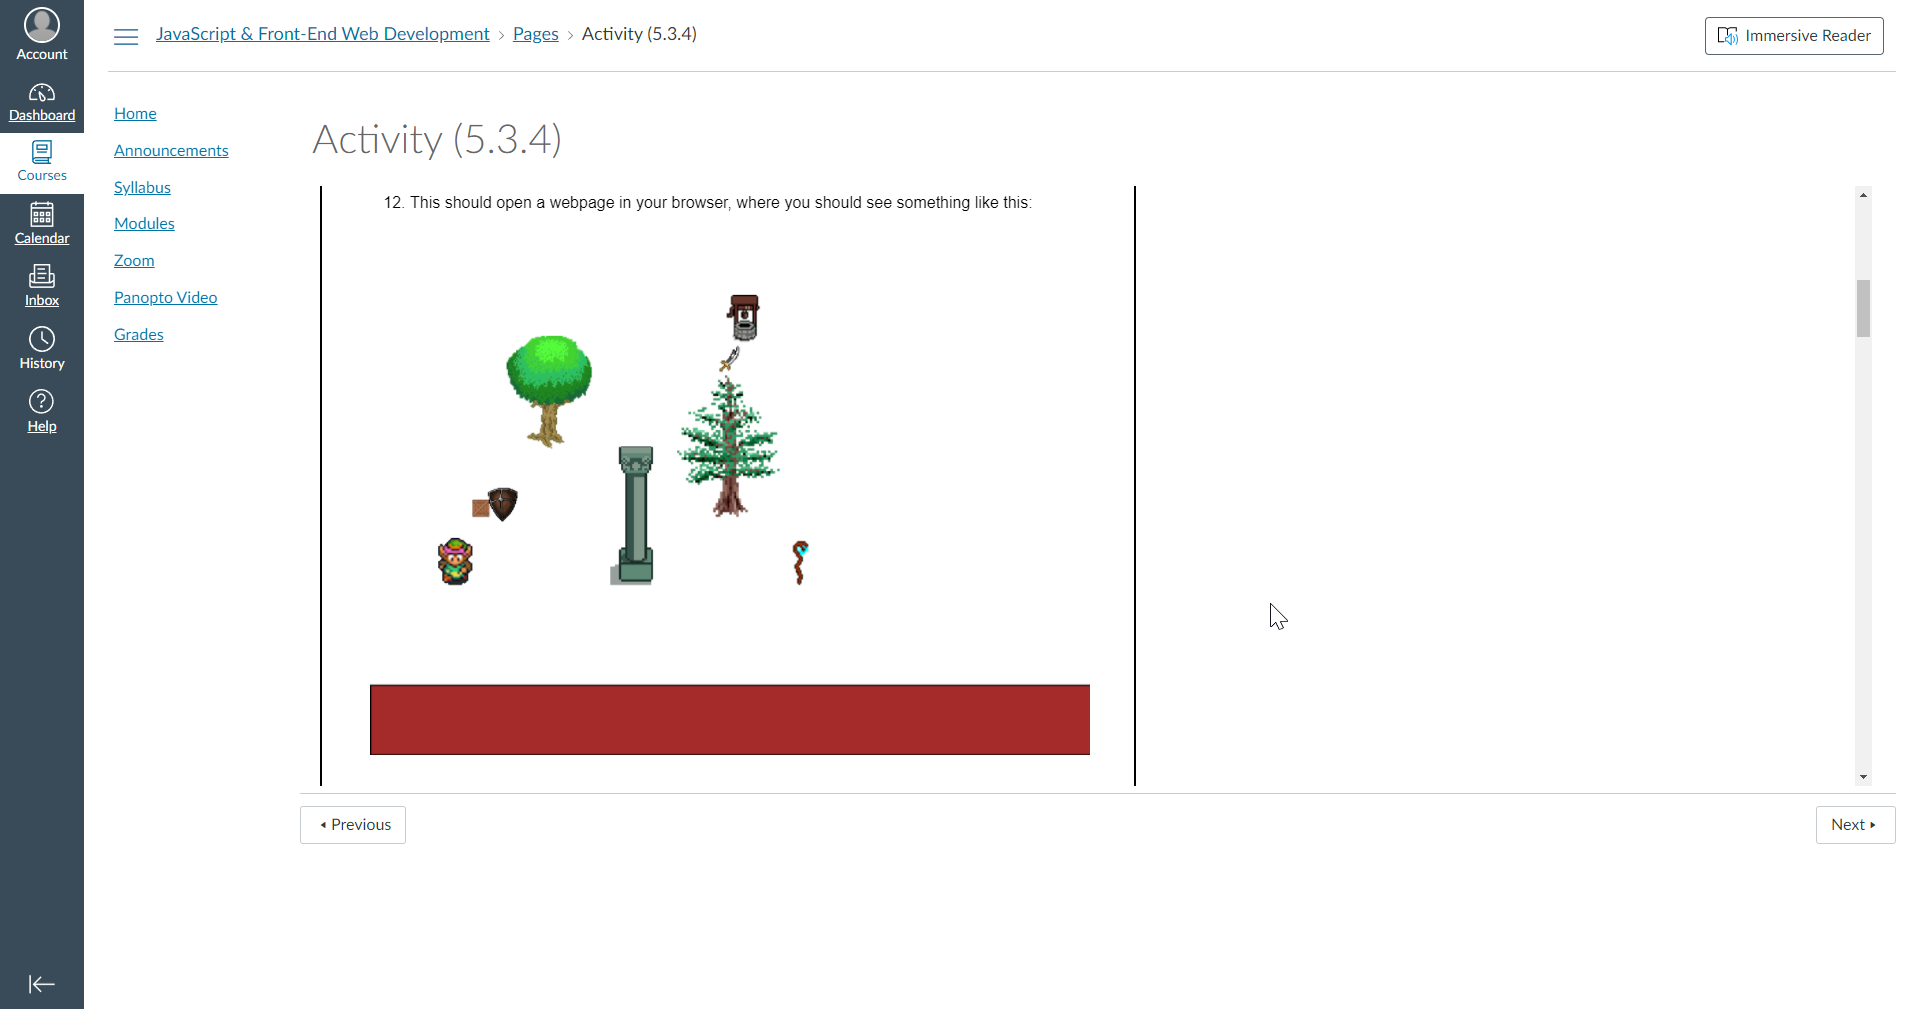 Account
Dashboard
Courses
Calendar
Inbox
History
Help
JavaScript & Front-End Web Development › Pages › Activity (5.3.4)
Immersive Reader
Home
Announcements
Syllabus
Modules
Zoom
Panopto Video
Grades
Activity (5.3.4)
12. This should open a webpage in your browser, where you should see something like this:
Previous
Next